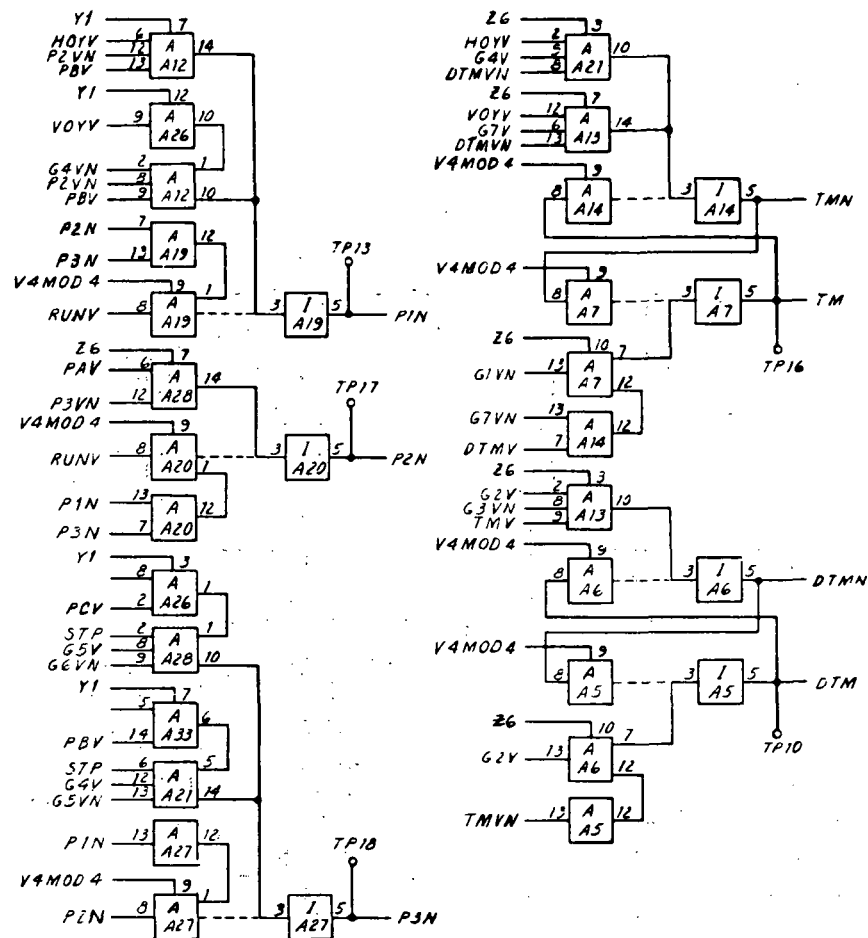 Y1 7
HOYV 6
P2VN 12
PBV 13
A A12 14
Y1 12
VOYV 9
A A26 10
G4VN 2
P2VN 8
PBV 9
A A12 1 10
P2N 7
P3N 13
A A19 12
V4MOD4 9
RUNV 8
A A19 1
3 I A19 5
TP13
P1N
Z6 7
PAV 6
P3VN 12
A A28 14
V4MOD4 9
RUNV 8
A A20 1
3 I A20 5
TP17
P2N
P1N 13
P3N 7
A A20 12
Y1 3
8
PCV 2
A A26 1
STP 2
G5V 8
G6VN 9
A A28 1 10
Y1 7
5
PBV 14
A A33 6
STP 6
G4V 12
G5VN 13
A A21 5 14
P1N 13
A A27 12
V4MOD4 9
P2N 8
A A27 1
3 I A27 5
TP18
P3N
Z6 3
HOYV 2
G4V 5
DTMVN 8
A A21 10
Z6 7
VOYV 12
G7V 6
DTMVN 13
A A13 14
V4MOD4 9
8 A A14
3 I A14 5
TMN
V4MOD4 9
8 A A7
3 I A7 5
TM
TP16
Z6 10
G1VN 13
A A7 7 12
G7VN 13
DTMV 7
A A14 12
Z6 3
G2V 2
G3VN 8
TMV 9
A A13 10
V4MOD4 9
8 A A6
3 I A6 5
DTMN
V4MOD4 9
8 A A5
3 I A5 5
DTM
TP10
Z6 10
G2V 13
A A6 7 12
TMVN 13
A A5 12